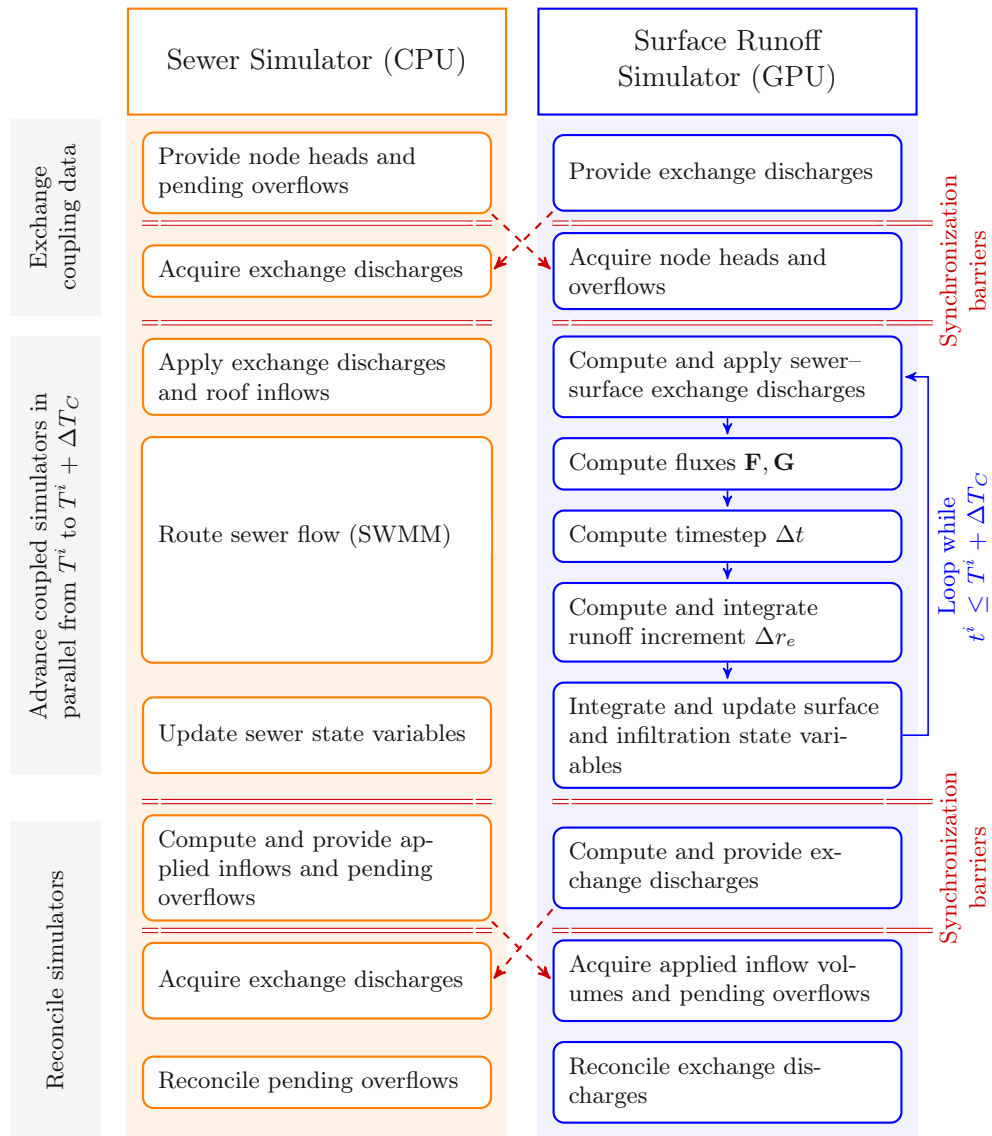 Sewer Simulator (CPU)
Surface Runoff
Simulator (GPU)
Exchange
coupling data
Provide node heads and
pending overflows
Provide exchange discharges
Acquire exchange discharges
Acquire node heads and
overflows
Synchronization
barriers
Advance coupled simulators in
parallel from T^i to T^i + ΔT_C
Apply exchange discharges
and roof inflows
Route sewer flow (SWMM)
Update sewer state variables
Compute and apply sewer–
surface exchange discharges
Compute fluxes F, G
Compute timestep Δt
Compute and integrate
runoff increment Δr_e
Integrate and update surface
and infiltration state vari-
ables
Loop while
t^i ≤ T^i + ΔT_C
Synchronization
barriers
Reconcile simulators
Compute and provide ap-
plied inflows and pending
overflows
Compute and provide ex-
change discharges
Acquire exchange discharges
Acquire applied inflow vol-
umes and pending overflows
Reconcile pending overflows
Reconcile exchange dis-
charges